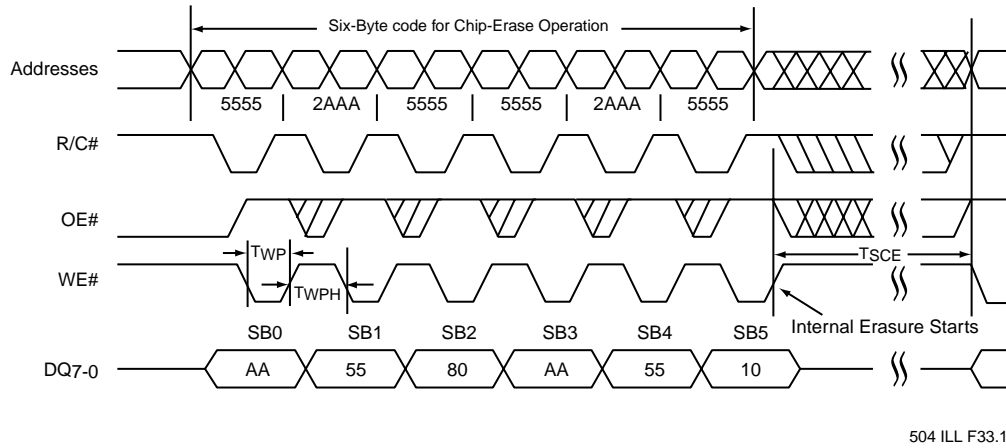 Six-Byte code for Chip-Erase Operation
Addresses
5555 2AAA 5555 5555 2AAA 5555
R/C#
OE#
TWP
TSCE
WE#
TWPH
Internal Erasure Starts
SB0 SB1 SB2 SB3 SB4 SB5
DQ7-0 AA 55 80 AA 55 10
504 ILL F33.1